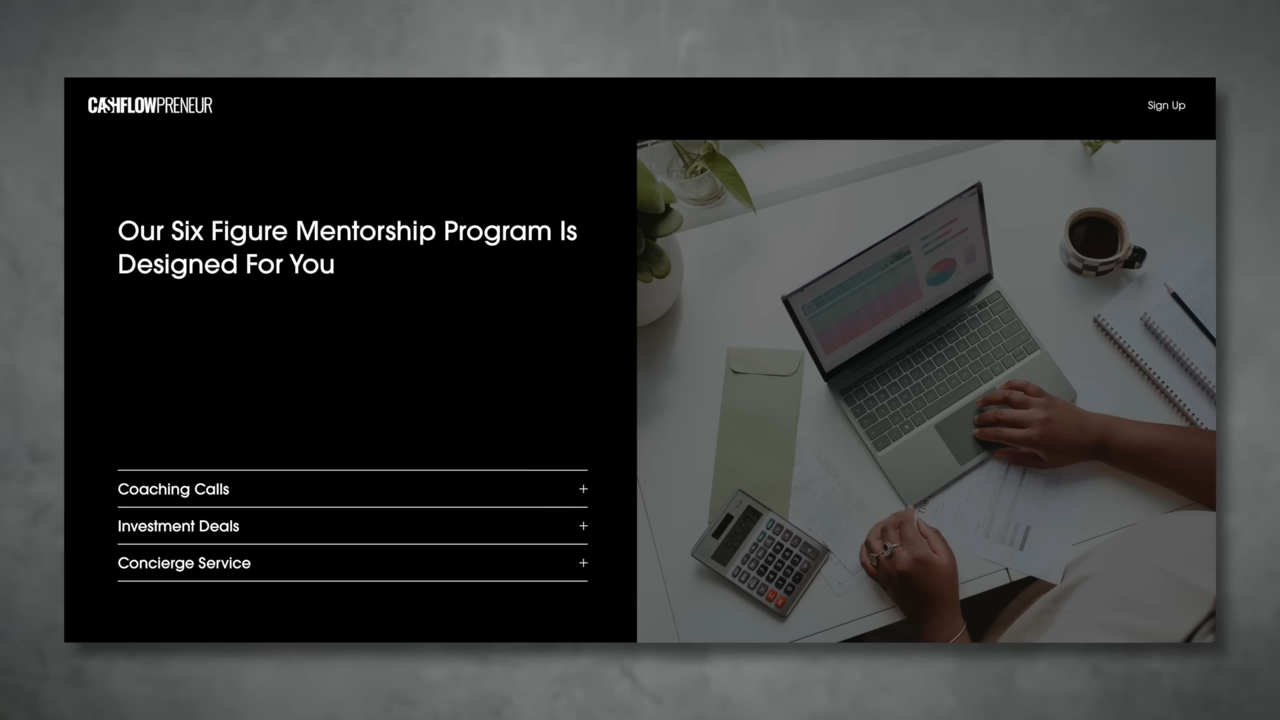 CASHFLOWPRENEUR
Sign Up
Our Six Figure Mentorship Program Is
Designed For You
Coaching Calls +
Investment Deals +
Concierge Service +